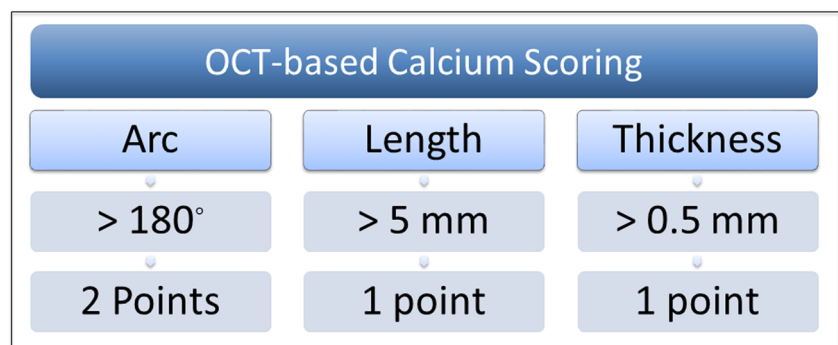 OCT-based Calcium Scoring
Arc Length Thickness
> 180° > 5 mm > 0.5 mm
2 Points 1 point 1 point